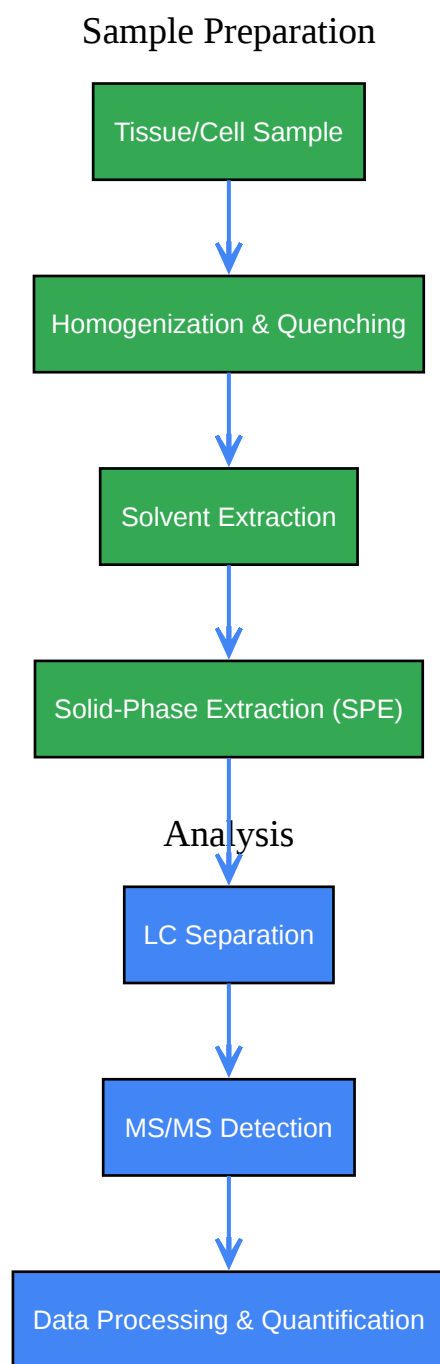 Sample Preparation
Tissue/Cell Sample
Homogenization & Quenching
Solvent Extraction
Solid-Phase Extraction (SPE)
Analysis
LC Separation
MS/MS Detection
Data Processing & Quantification